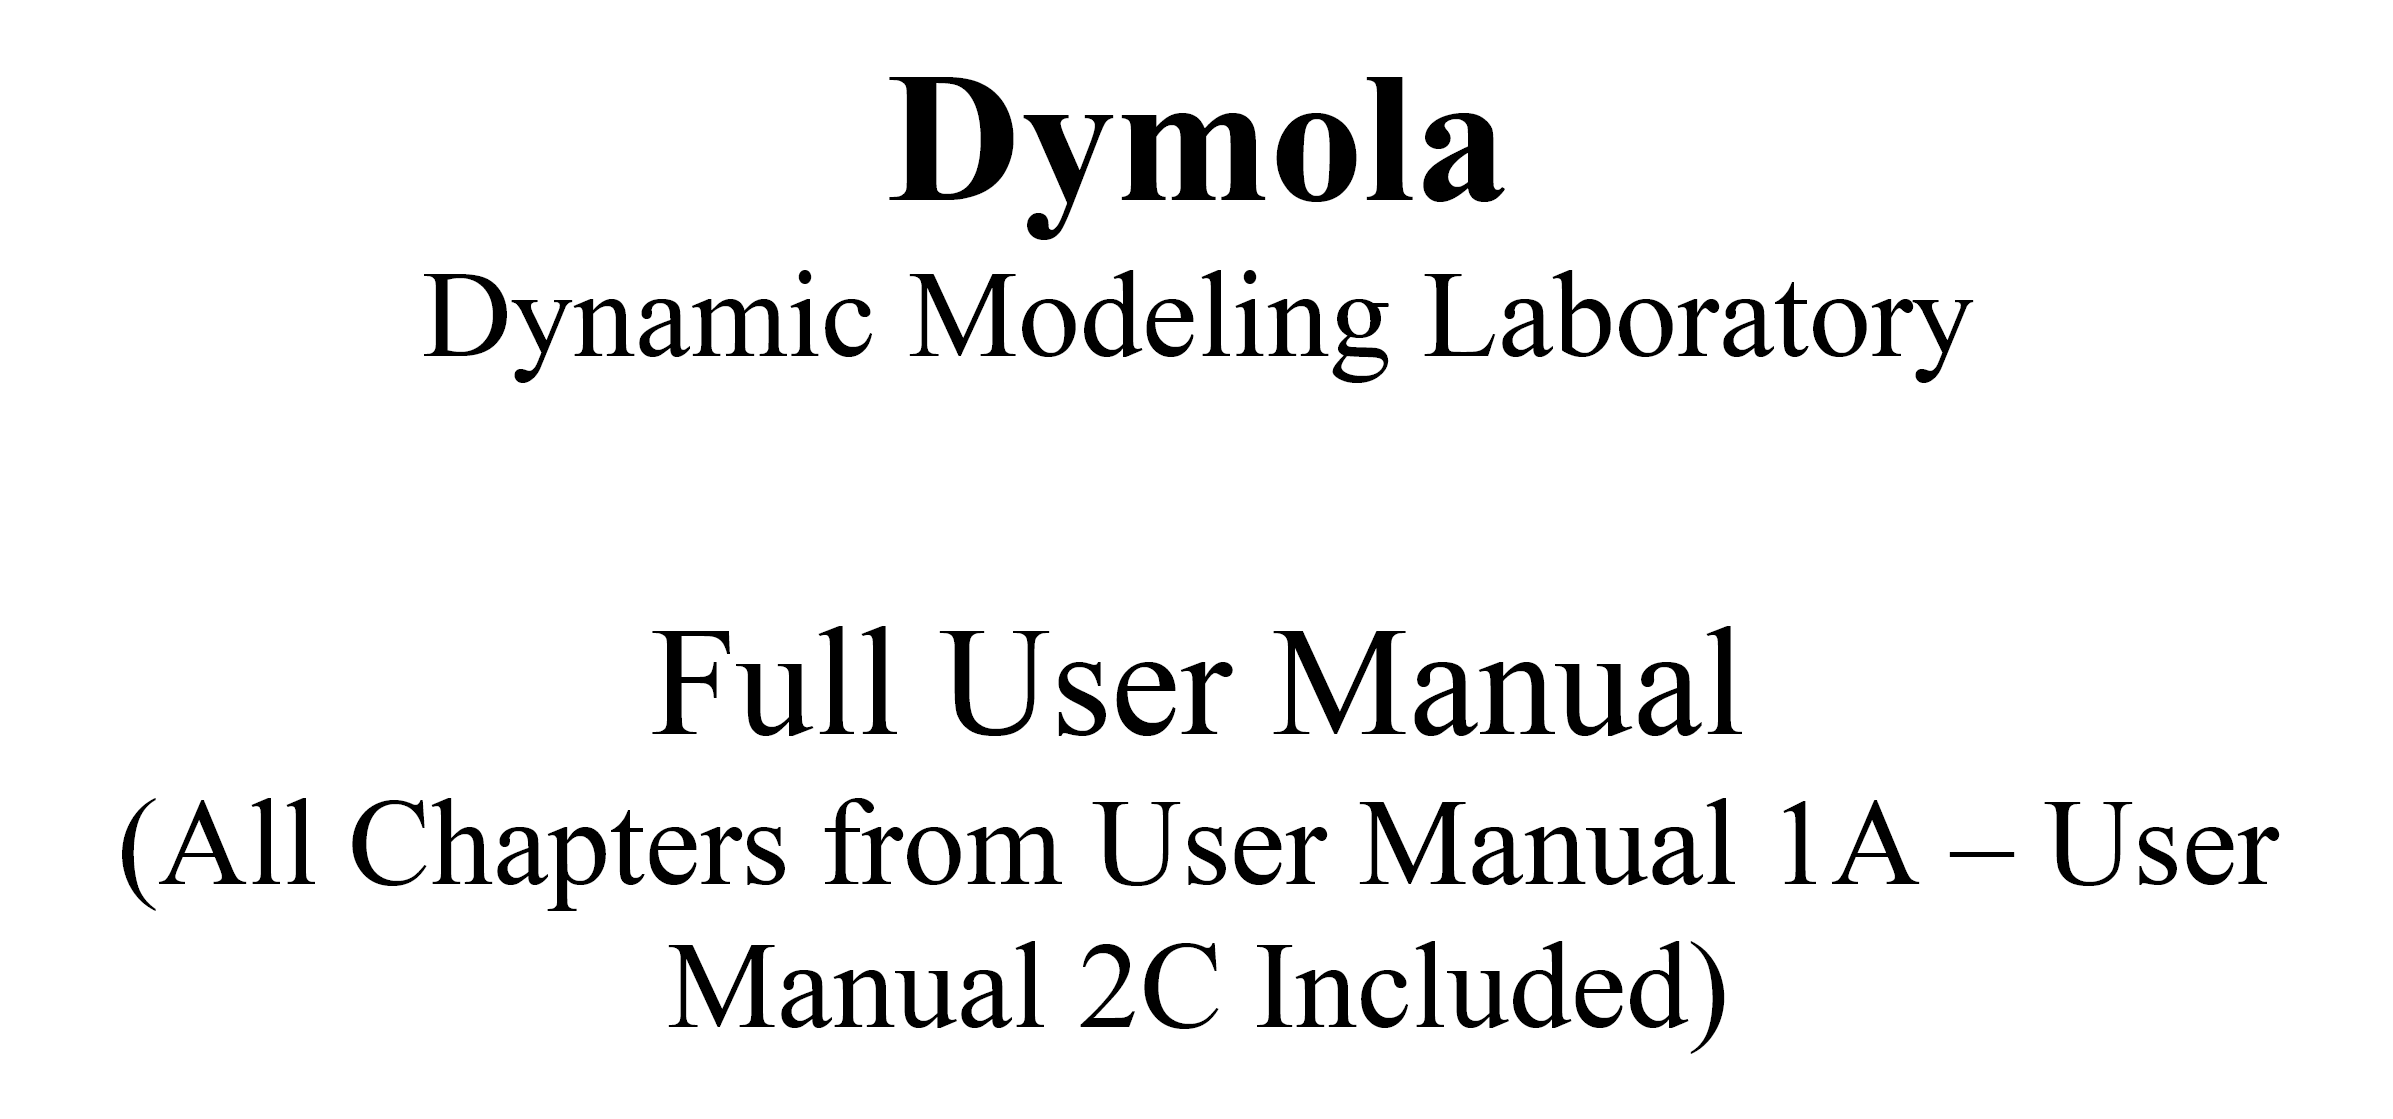 Dymola
Dynamic Modeling Laboratory
Full User Manual
(All Chapters from User Manual 1A – User
Manual 2C Included)